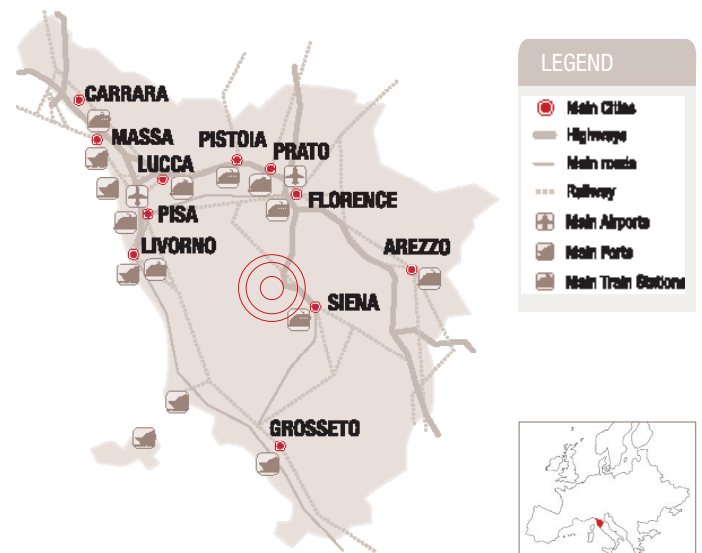 CARRARA
MASSA
PISTOIA
PRATO
LUCCA
FLORENCE
PISA
LIVORNO
AREZZO
SIENA
GROSSETO
LEGEND
Main Cities
Highways
Main roads
Railway
Main Airports
Main Ports
Main Train Stations